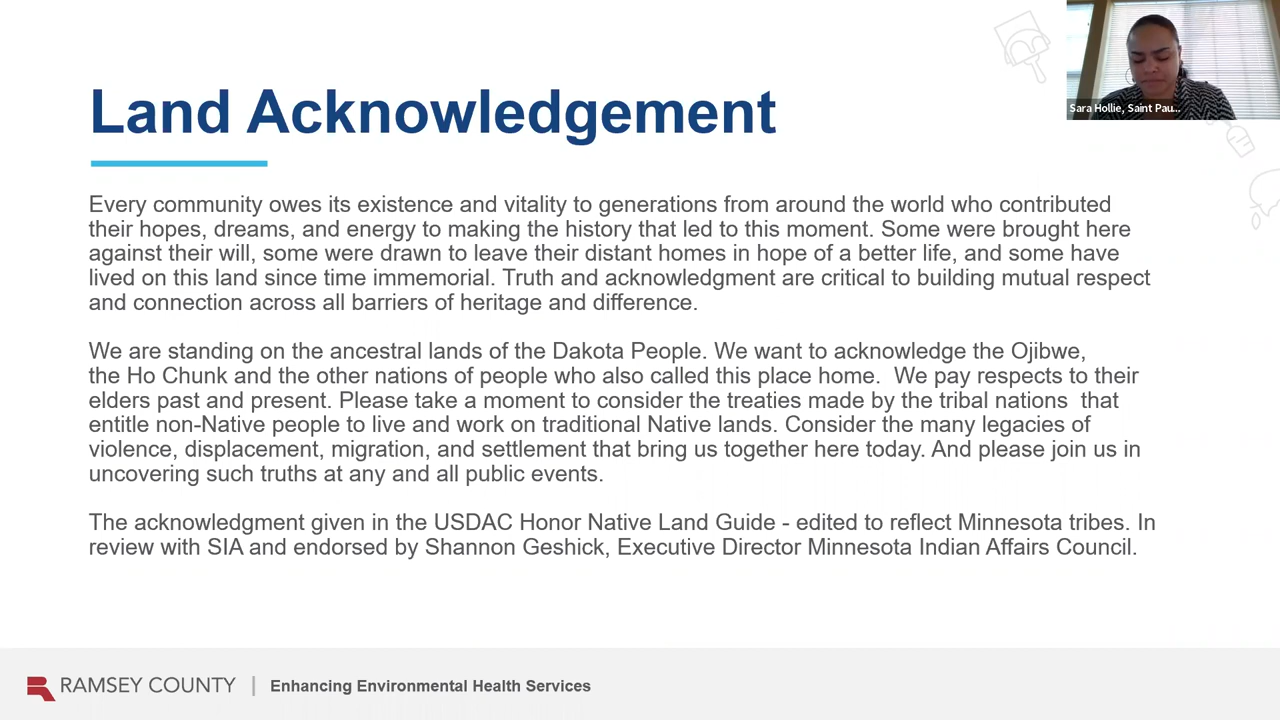 Land Acknowledgement
Sara Hollie, Saint Pau...
Every community owes its existence and vitality to generations from around the world who contributed
their hopes, dreams, and energy to making the history that led to this moment. Some were brought here
against their will, some were drawn to leave their distant homes in hope of a better life, and some have
lived on this land since time immemorial. Truth and acknowledgment are critical to building mutual respect
and connection across all barriers of heritage and difference.
We are standing on the ancestral lands of the Dakota People. We want to acknowledge the Ojibwe,
the Ho Chunk and the other nations of people who also called this place home.  We pay respects to their
elders past and present. Please take a moment to consider the treaties made by the tribal nations  that
entitle non-Native people to live and work on traditional Native lands. Consider the many legacies of
violence, displacement, migration, and settlement that bring us together here today. And please join us in
uncovering such truths at any and all public events.
The acknowledgment given in the USDAC Honor Native Land Guide - edited to reflect Minnesota tribes. In
review with SIA and endorsed by Shannon Geshick, Executive Director Minnesota Indian Affairs Council.
RAMSEY COUNTY | Enhancing Environmental Health Services